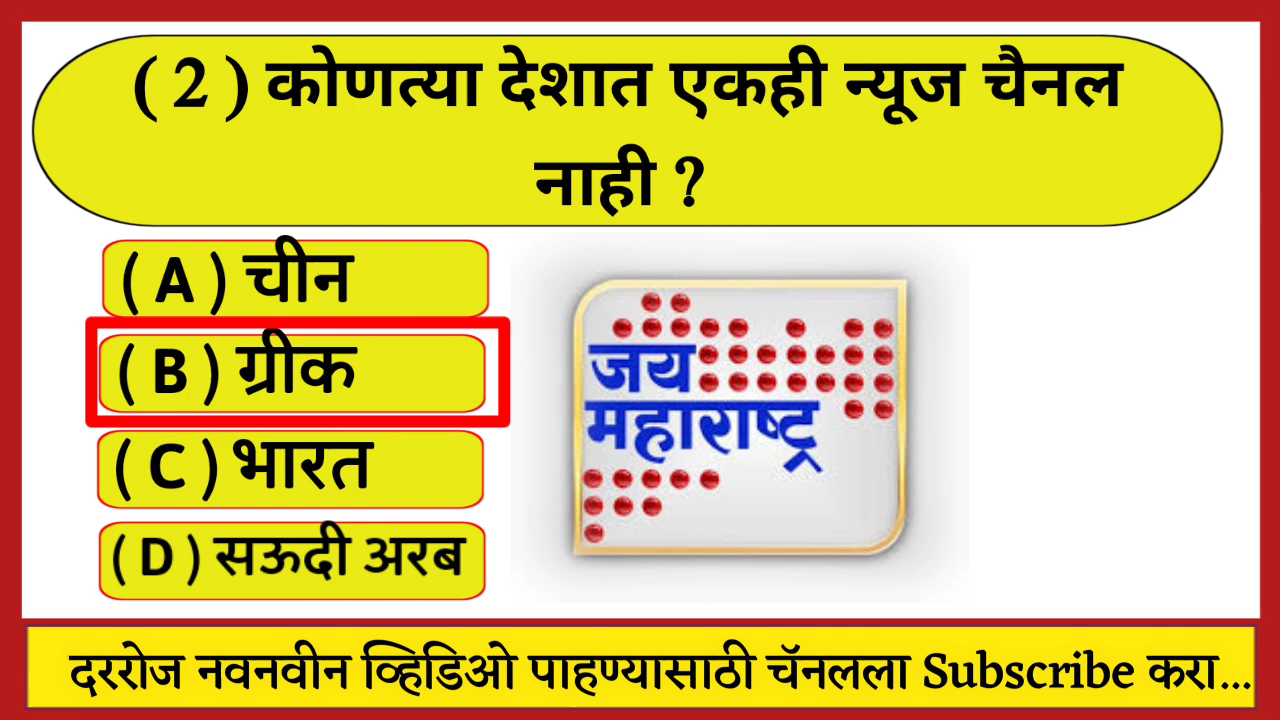 ( 2 ) कोणत्या देशात एकही न्यूज चैनल
नाही ?
( A ) चीन
( B ) ग्रीक
( C ) भारत
( D ) सऊदी अरब
जय
महाराष्ट्र
दररोज नवनवीन व्हिडिओ पाहण्यासाठी चॅनलला Subscribe करा...